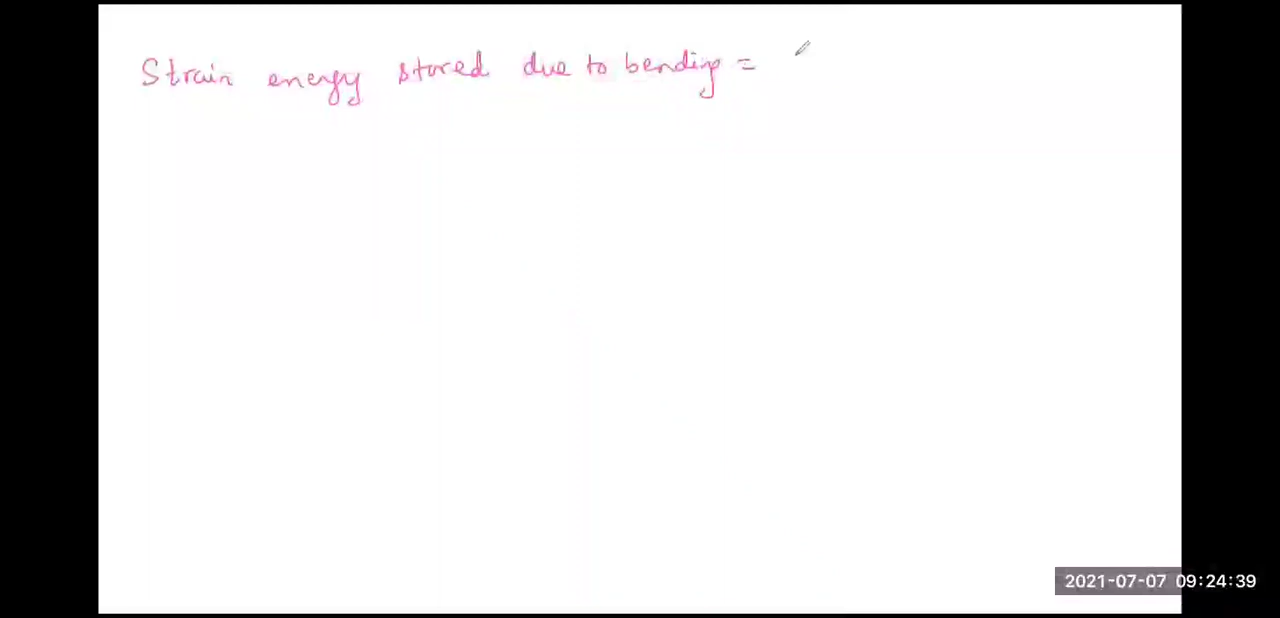 Strain energy stored due to bending =
2021-07-07 09:24:39